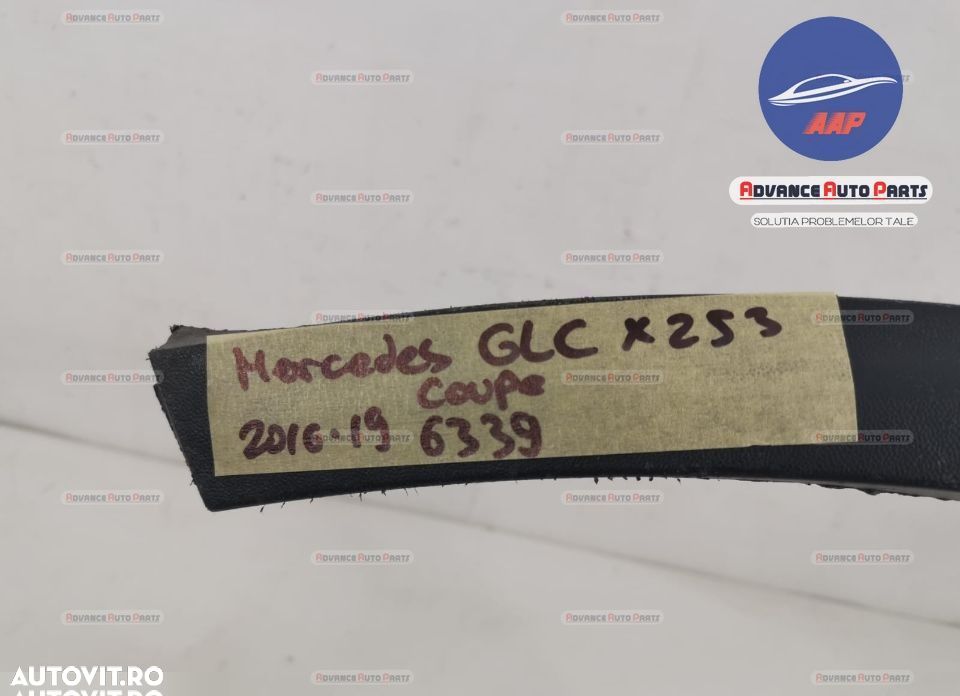 AAP
ADVANCE AUTO PARTS
SOLUTIA PROBLEMELOR TALE
Mercedes GLC X253
Coupe
2016-19 6339
AUTOVIT.RO